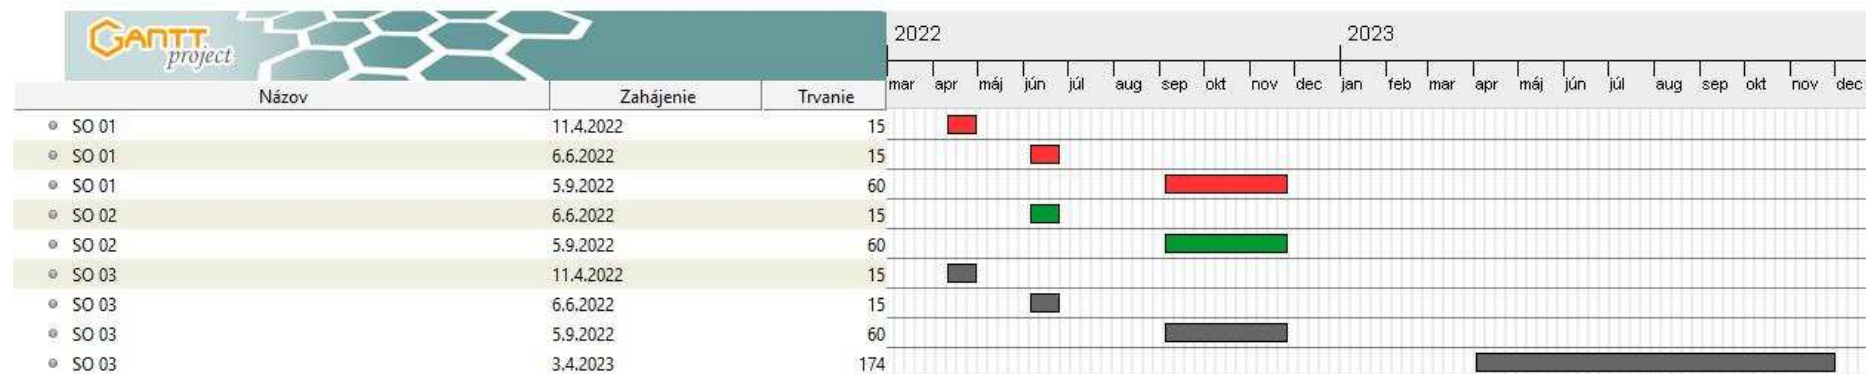 GANTT
project
2022 2023
mar apr máj jún júl aug sep okt nov dec jan feb mar apr máj jún júl aug sep okt nov dec
Názov Zahájenie Trvanie
SO 01 11.4.2022 15
SO 01 6.6.2022 15
SO 01 5.9.2022 60
SO 02 6.6.2022 15
SO 02 5.9.2022 60
SO 03 11.4.2022 15
SO 03 6.6.2022 15
SO 03 5.9.2022 60
SO 03 3.4.2023 174